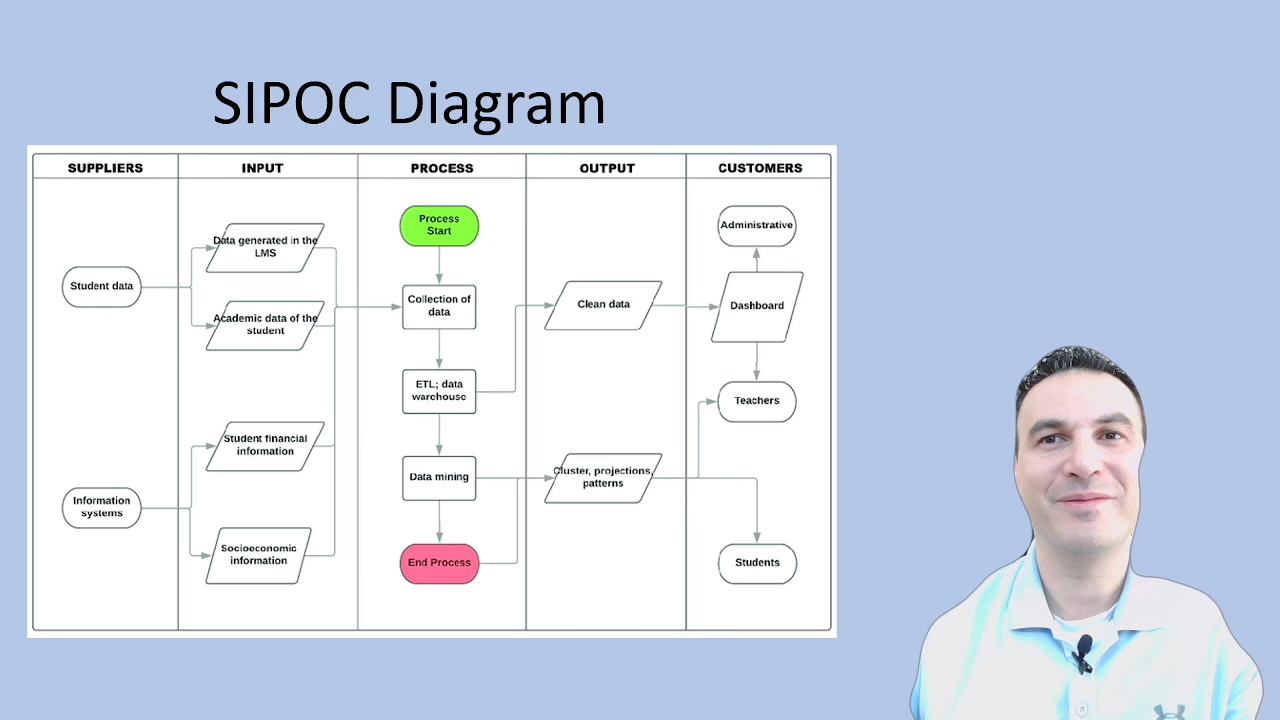 SIPOC Diagram
SUPPLIERS
INPUT
PROCESS
OUTPUT
CUSTOMERS
Student data
Information
systems
Data generated in the
LMS
Academic data of the
student
Student financial
information
Socioeconomic
information
Process
Start
Collection of
data
ETL; data
warehouse
Data mining
End Process
Clean data
Cluster, projections,
patterns
Administrative
Dashboard
Teachers
Students